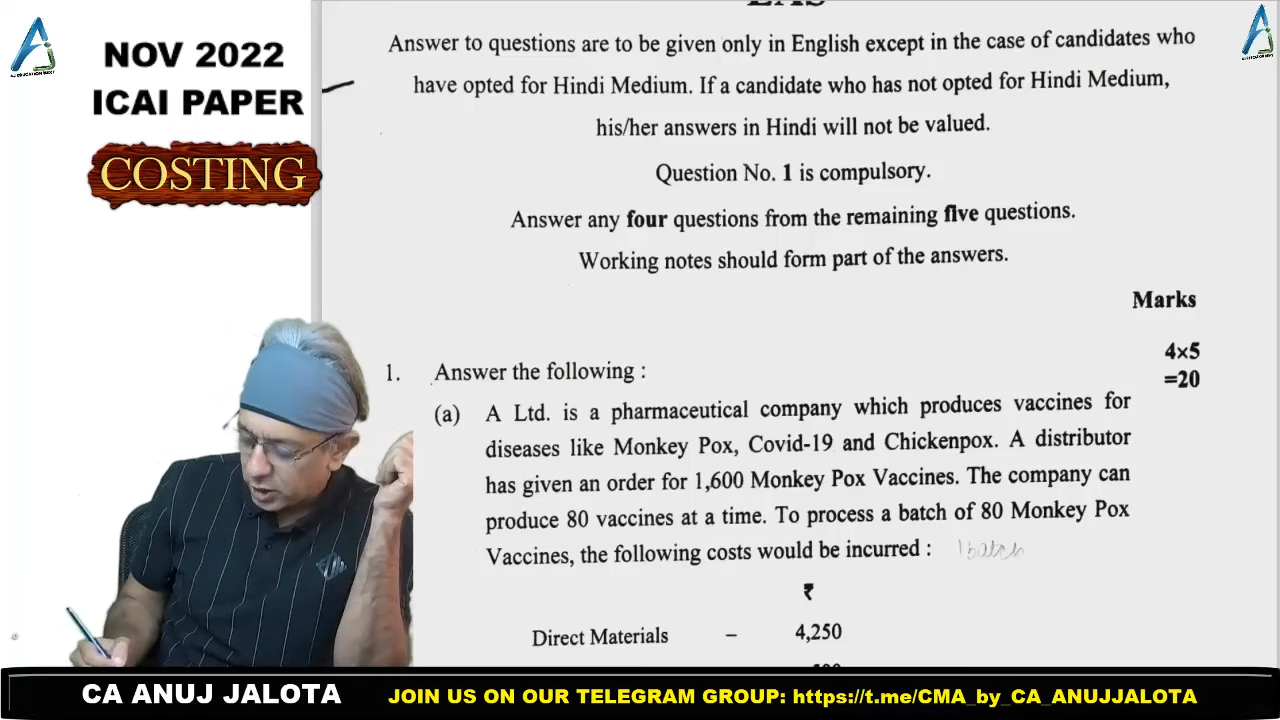 NOV 2022
ICAI PAPER
COSTING
Answer to questions are to be given only in English except in the case of candidates who
have opted for Hindi Medium. If a candidate who has not opted for Hindi Medium,
his/her answers in Hindi will not be valued.
Question No. 1 is compulsory.
Answer any four questions from the remaining five questions.
Working notes should form part of the answers.
Marks
4×5
=20
1. Answer the following :
(a) A Ltd. is a pharmaceutical company which produces vaccines for
diseases like Monkey Pox, Covid-19 and Chickenpox. A distributor
has given an order for 1,600 Monkey Pox Vaccines. The company can
produce 80 vaccines at a time. To process a batch of 80 Monkey Pox
Vaccines, the following costs would be incurred : 1 batch
₹
Direct Materials – 4,250
CA ANUJ JALOTA
JOIN US ON OUR TELEGRAM GROUP: https://t.me/CMA_by_CA_ANUJJALOTA